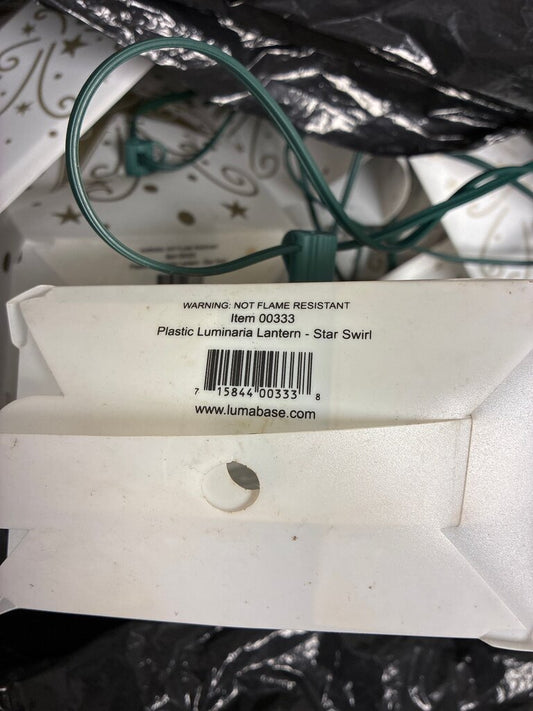 WARNING: NOT FLAME RESISTANT
Item 00333
Plastic Luminaria Lantern - Star Swirl
7 15844 00333 8
www.lumabase.com